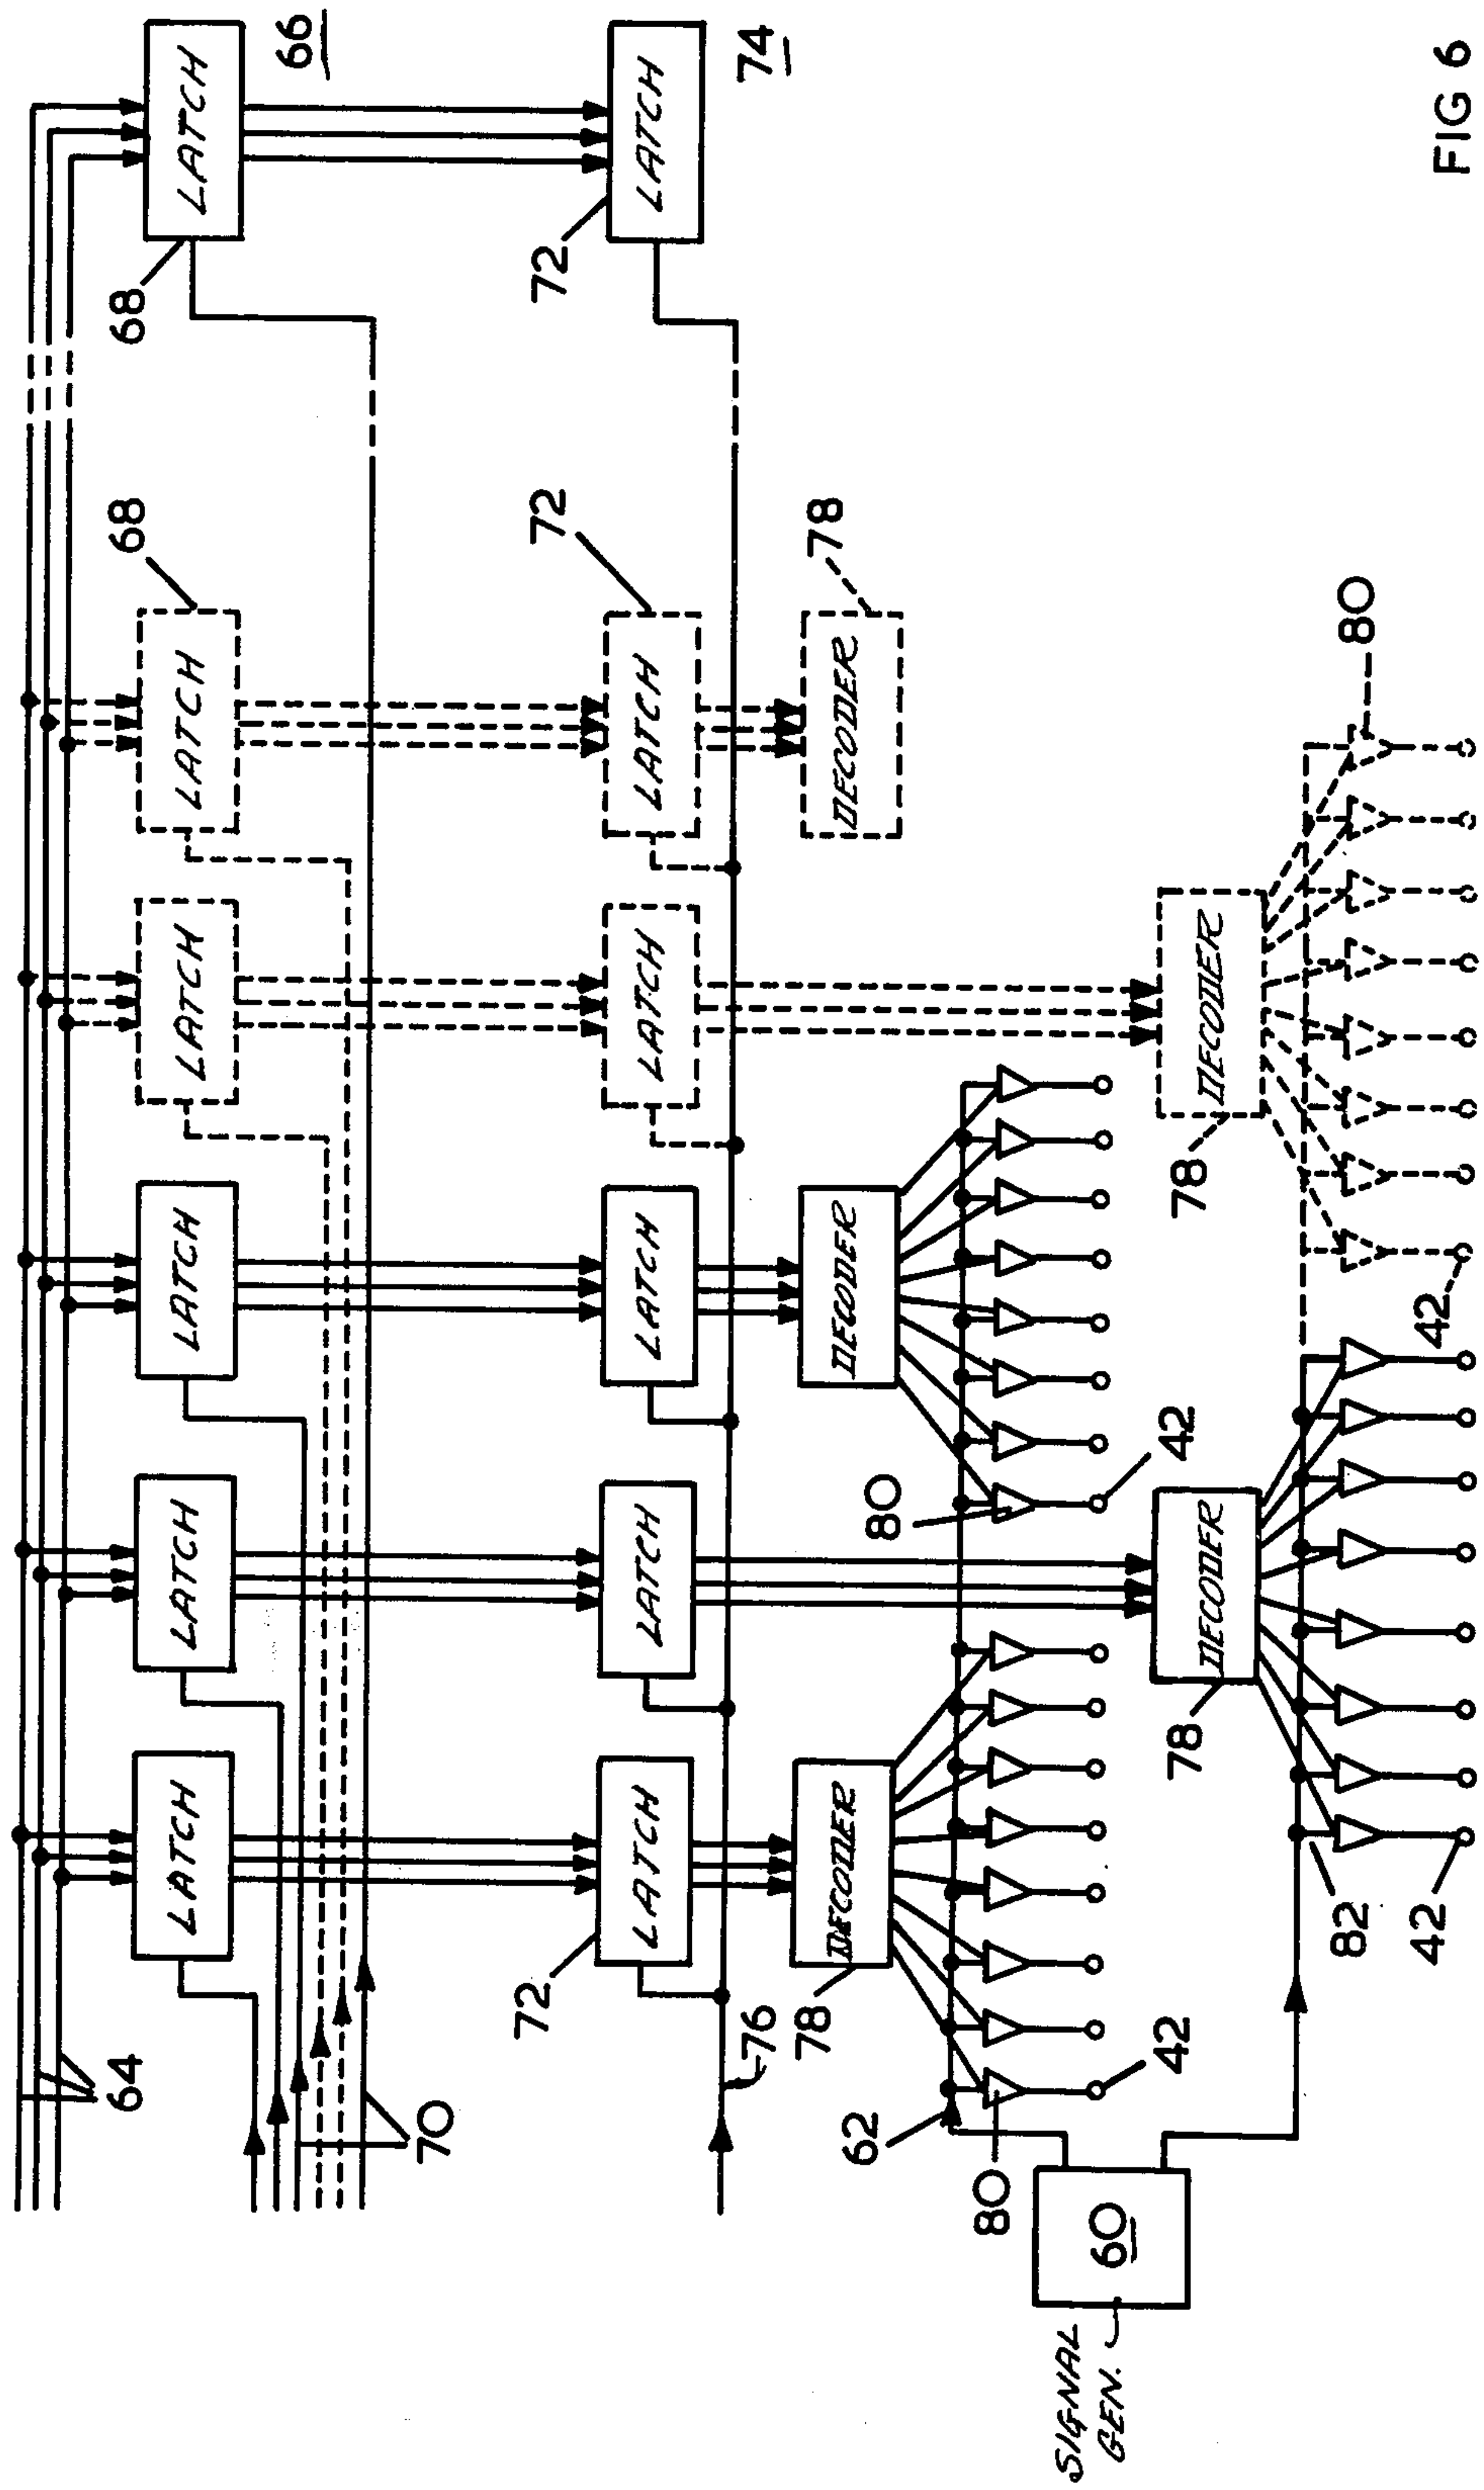 64
68
68
LATCH
LATCH
LATCH
LATCH
LATCH
LATCH
66
70
72
72
72
LATCH
LATCH
LATCH
LATCH
LATCH
LATCH
76
74
78
DECODER
DECODER
DECODER
78
62
80
80
SIGNAL
GEN.
60
42
42
78
DECODER
78
DECODER
82
80
42
42
FIG 6